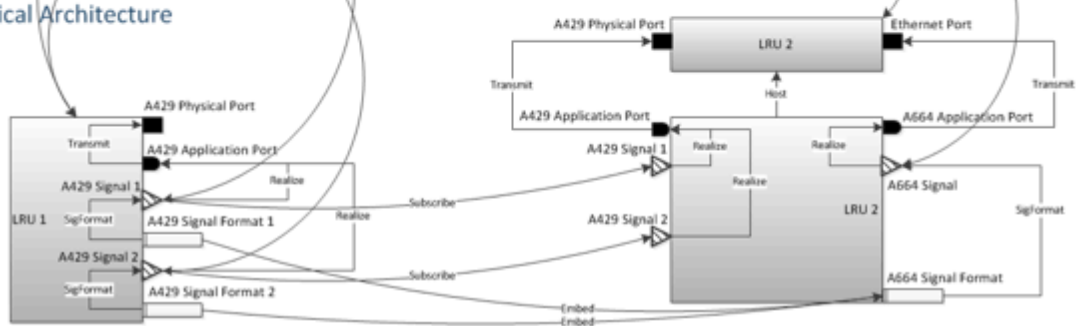 ical Architecture
A429 Physical Port
Ethernet Port
LRU 2
Transmit
Host
Transmit
A429 Physical Port
A429 Application Port
A664 Application Port
Transmit
A429 Application Port
A429 Signal 1
Realize
Realize
Realize
A429 Signal 1
Realize
A664 Signal
Subscribe
LRU 1
SigFormat
A429 Signal Format 1
Realize
A429 Signal 2
LRU 2
SigFormat
A429 Signal 2
Subscribe
A664 Signal Format
SigFormat
A429 Signal Format 2
Embed
Embed